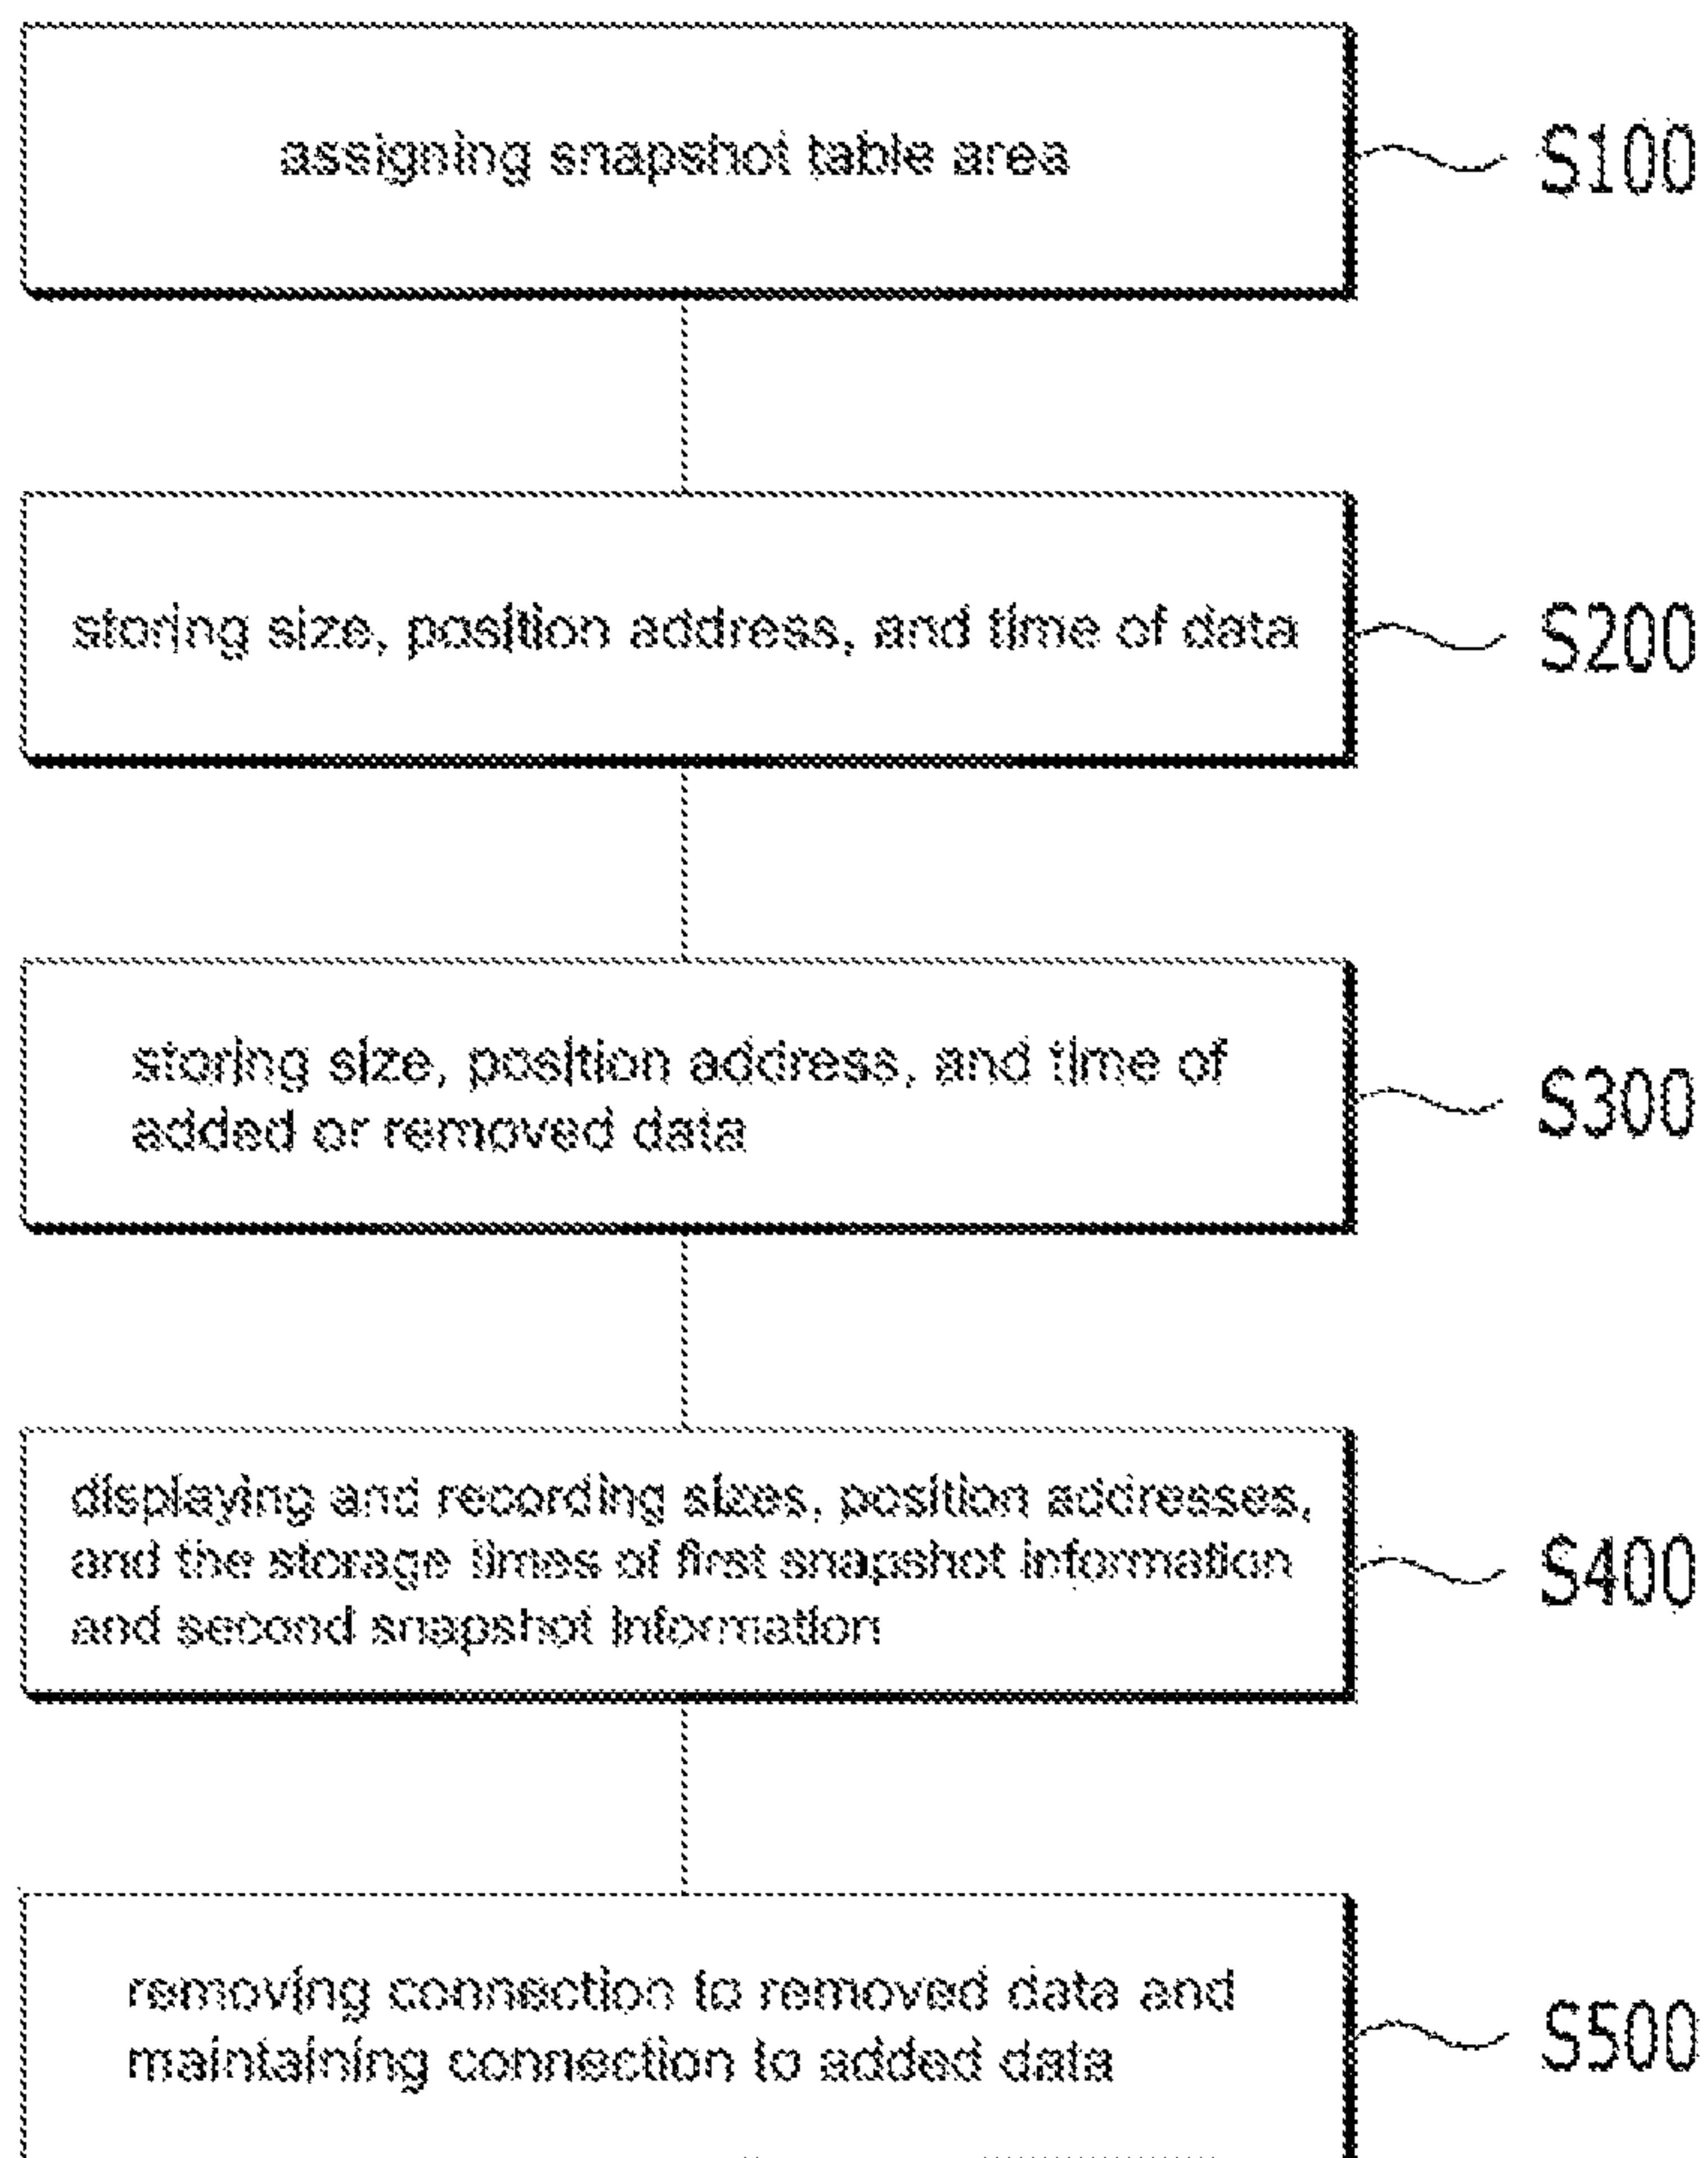 assigning snapshot table area
S100
storing size, position address, and time of data
S200
storing size, position address, and time of
added or removed data
S300
displaying and recording sizes, position addresses,
and the storage times of first snapshot information
and second snapshot information
S400
removing connection to removed data and
maintaining connection to added data
S500